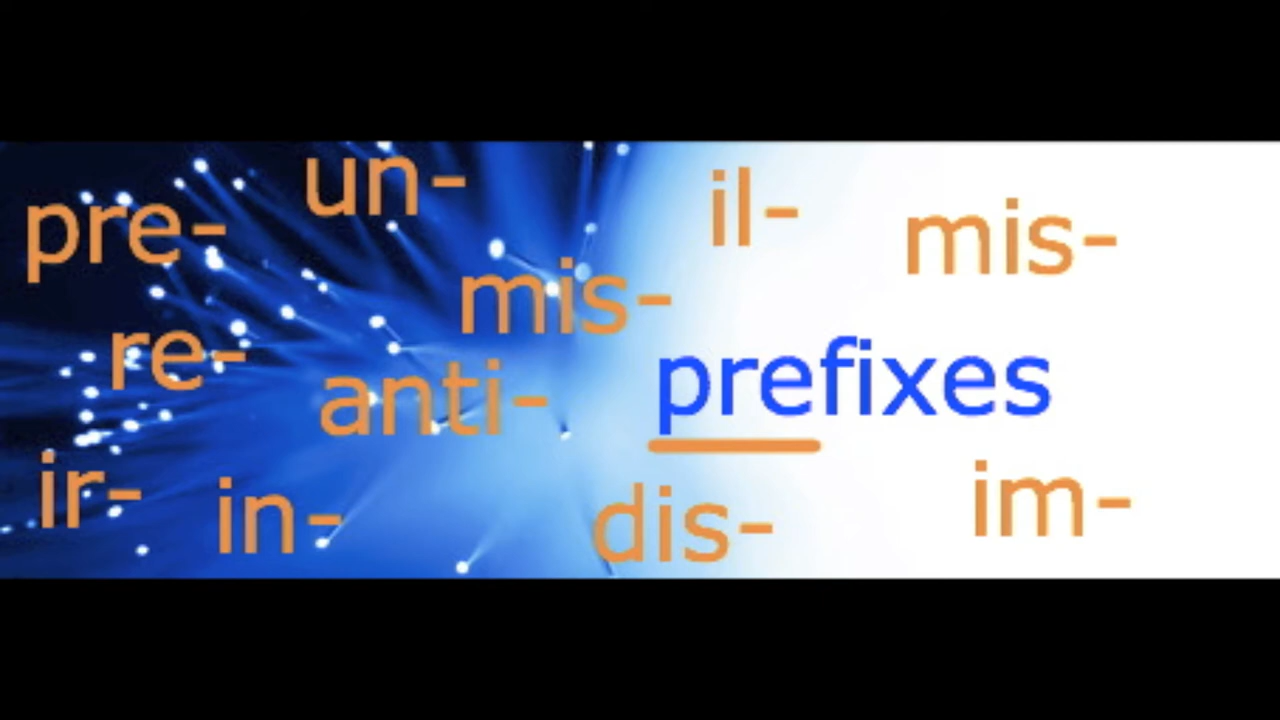 un-
il-
pre-
mis-
mis-
re-
anti-
prefixes
ir-
in-
dis-
im-